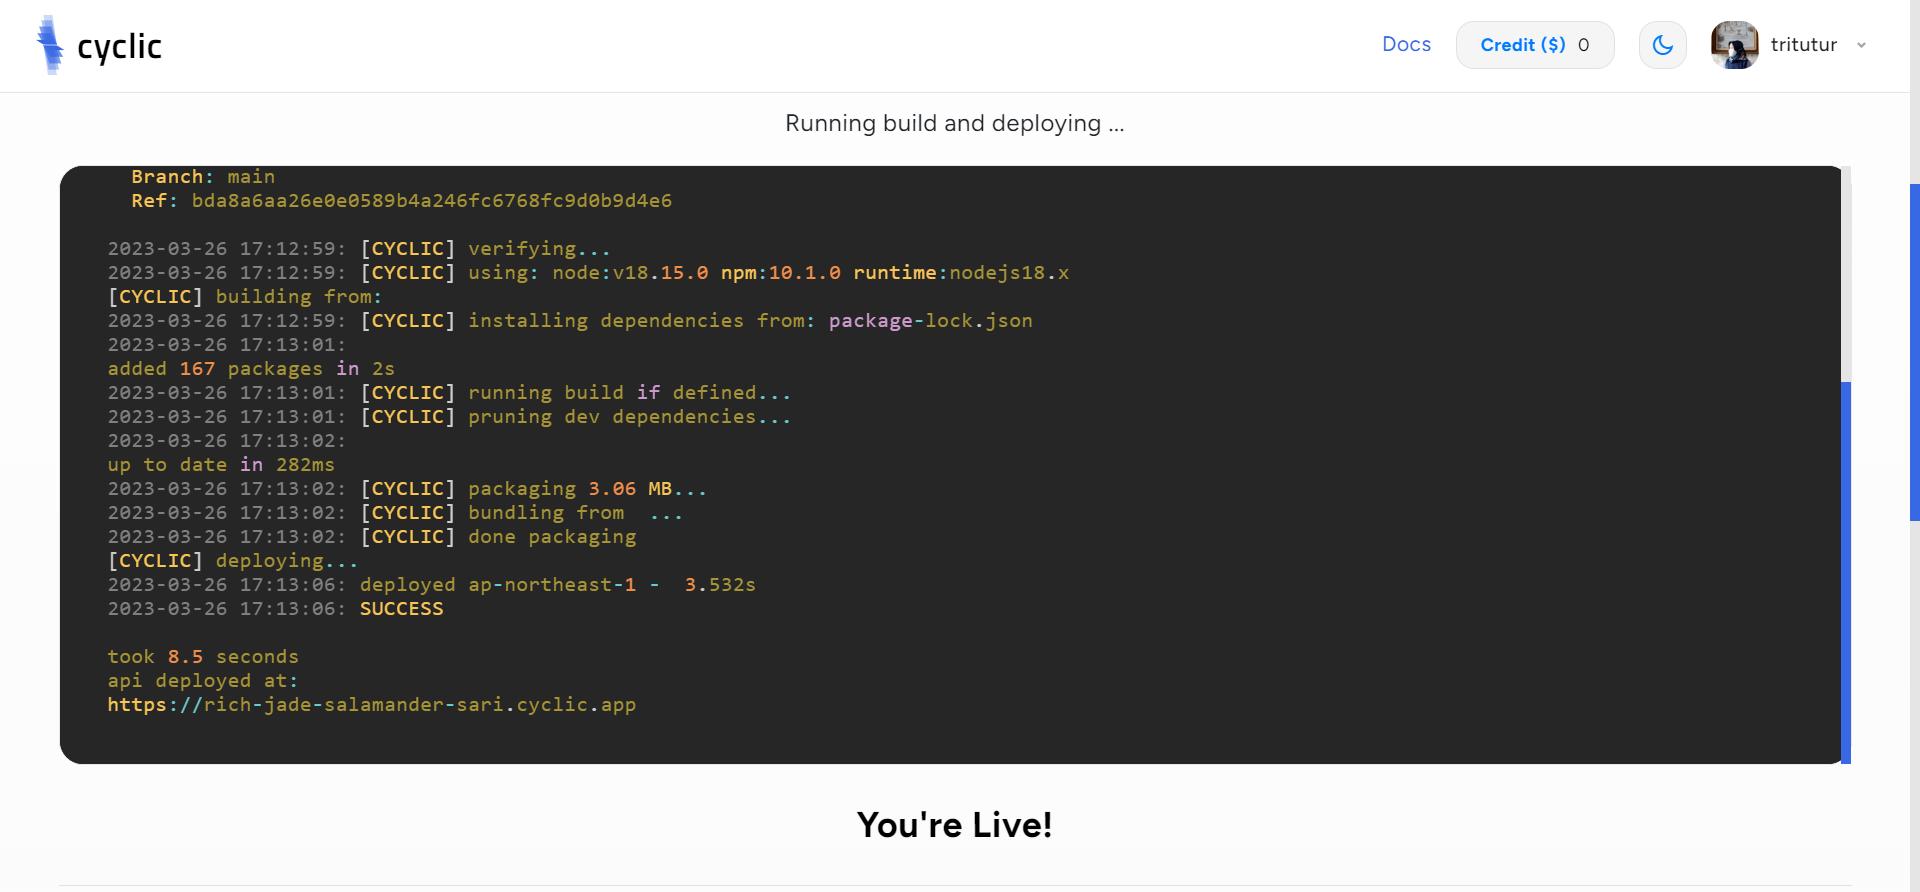 cyclic
Docs
Credit ($) 0
tritutur
Running build and deploying ...
Branch: main
Ref: bda8a6aa26e0e0589b4a246fc6768fc9d0b9d4e6
2023-03-26 17:12:59: [CYCLIC] verifying...
2023-03-26 17:12:59: [CYCLIC] using: node:v18.15.0 npm:10.1.0 runtime:nodejs18.x
[CYCLIC] building from:
2023-03-26 17:12:59: [CYCLIC] installing dependencies from: package-lock.json
2023-03-26 17:13:01:
added 167 packages in 2s
2023-03-26 17:13:01: [CYCLIC] running build if defined...
2023-03-26 17:13:01: [CYCLIC] pruning dev dependencies...
2023-03-26 17:13:02:
up to date in 282ms
2023-03-26 17:13:02: [CYCLIC] packaging 3.06 MB...
2023-03-26 17:13:02: [CYCLIC] bundling from  ...
2023-03-26 17:13:02: [CYCLIC] done packaging
[CYCLIC] deploying...
2023-03-26 17:13:06: deployed ap-northeast-1 -  3.532s
2023-03-26 17:13:06: SUCCESS
took 8.5 seconds
api deployed at:
https://rich-jade-salamander-sari.cyclic.app
You're Live!